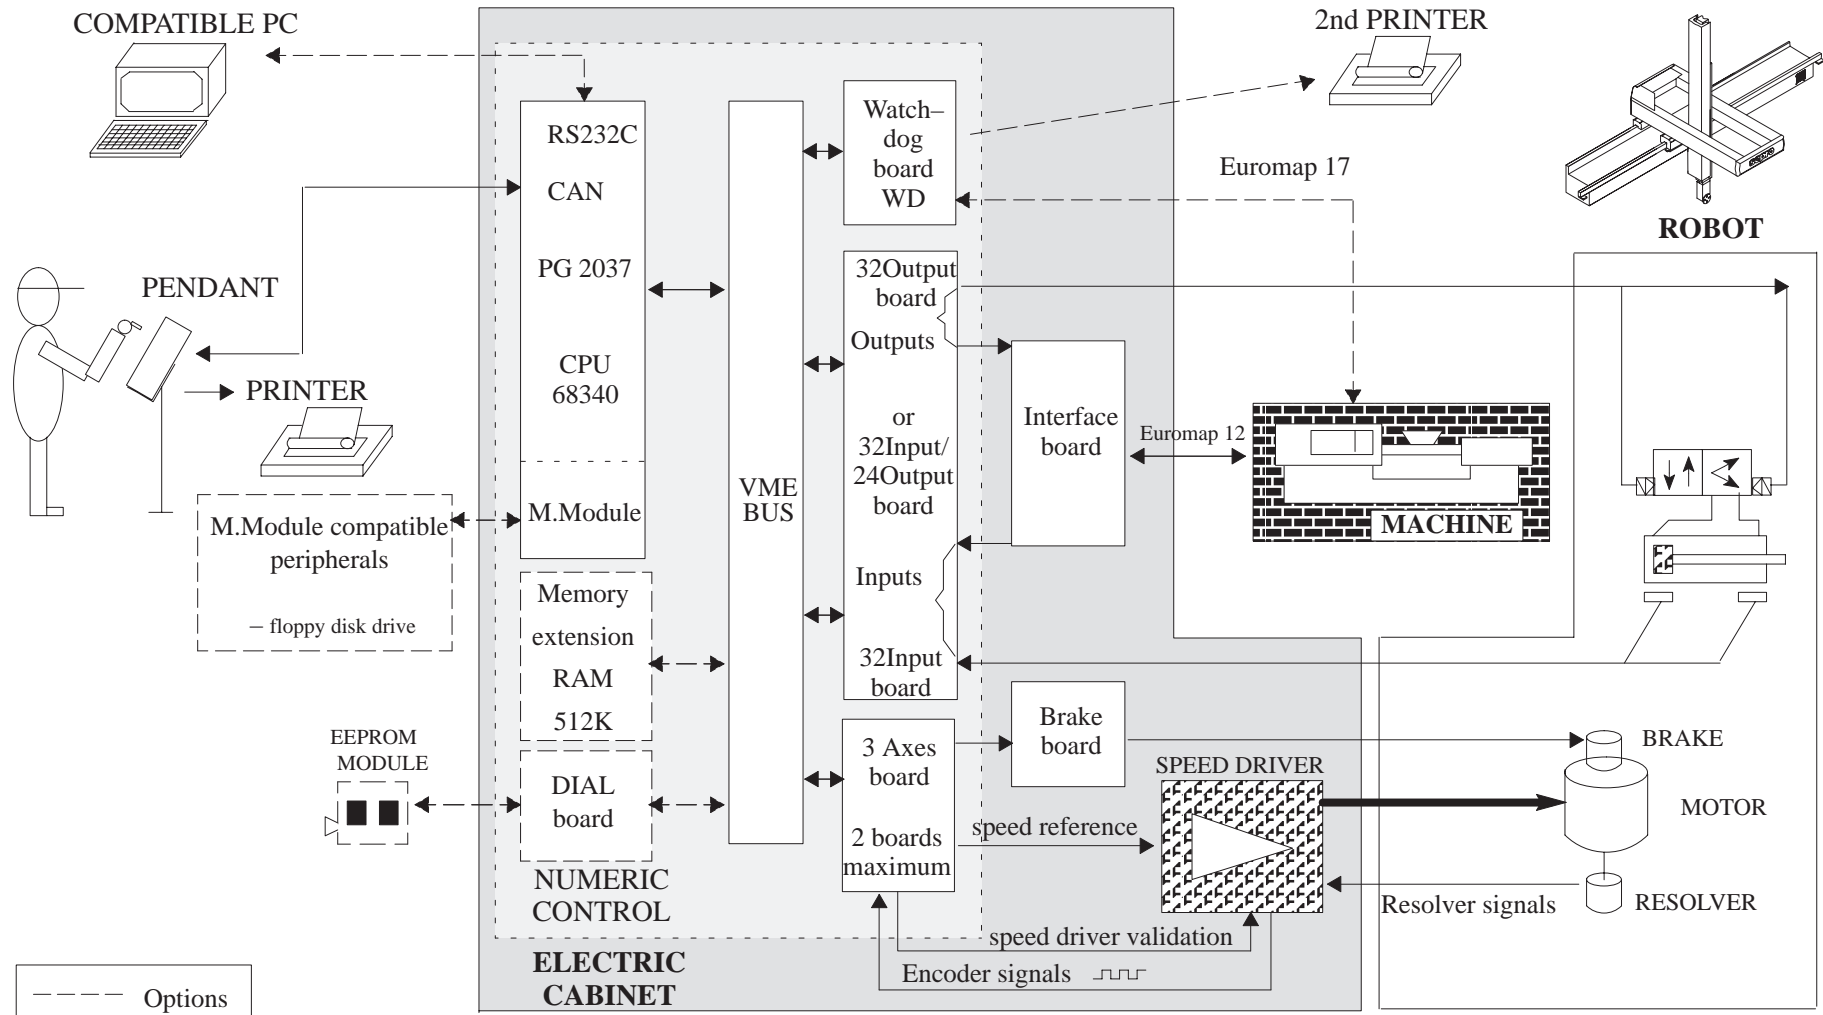 COMPATIBLE PC
2nd PRINTER
RS232C
CAN
PG 2037
CPU
68340
M.Module
Watch–
dog
board
WD
Euromap 17
ROBOT
PENDANT
PRINTER
32Output
board
Outputs
or
32Input/
24Output
board
Inputs
32Input
board
VME
BUS
Interface
board
Euromap 12
MACHINE
M.Module compatible
peripherals
– floppy disk drive
Memory
extension
RAM
512K
EEPROM
MODULE
DIAL
board
3 Axes
board
2 boards
maximum
Brake
board
SPEED DRIVER
speed reference
BRAKE
MOTOR
RESOLVER
Resolver signals
NUMERIC
CONTROL
speed driver validation
Encoder signals
ELECTRIC
CABINET
Options